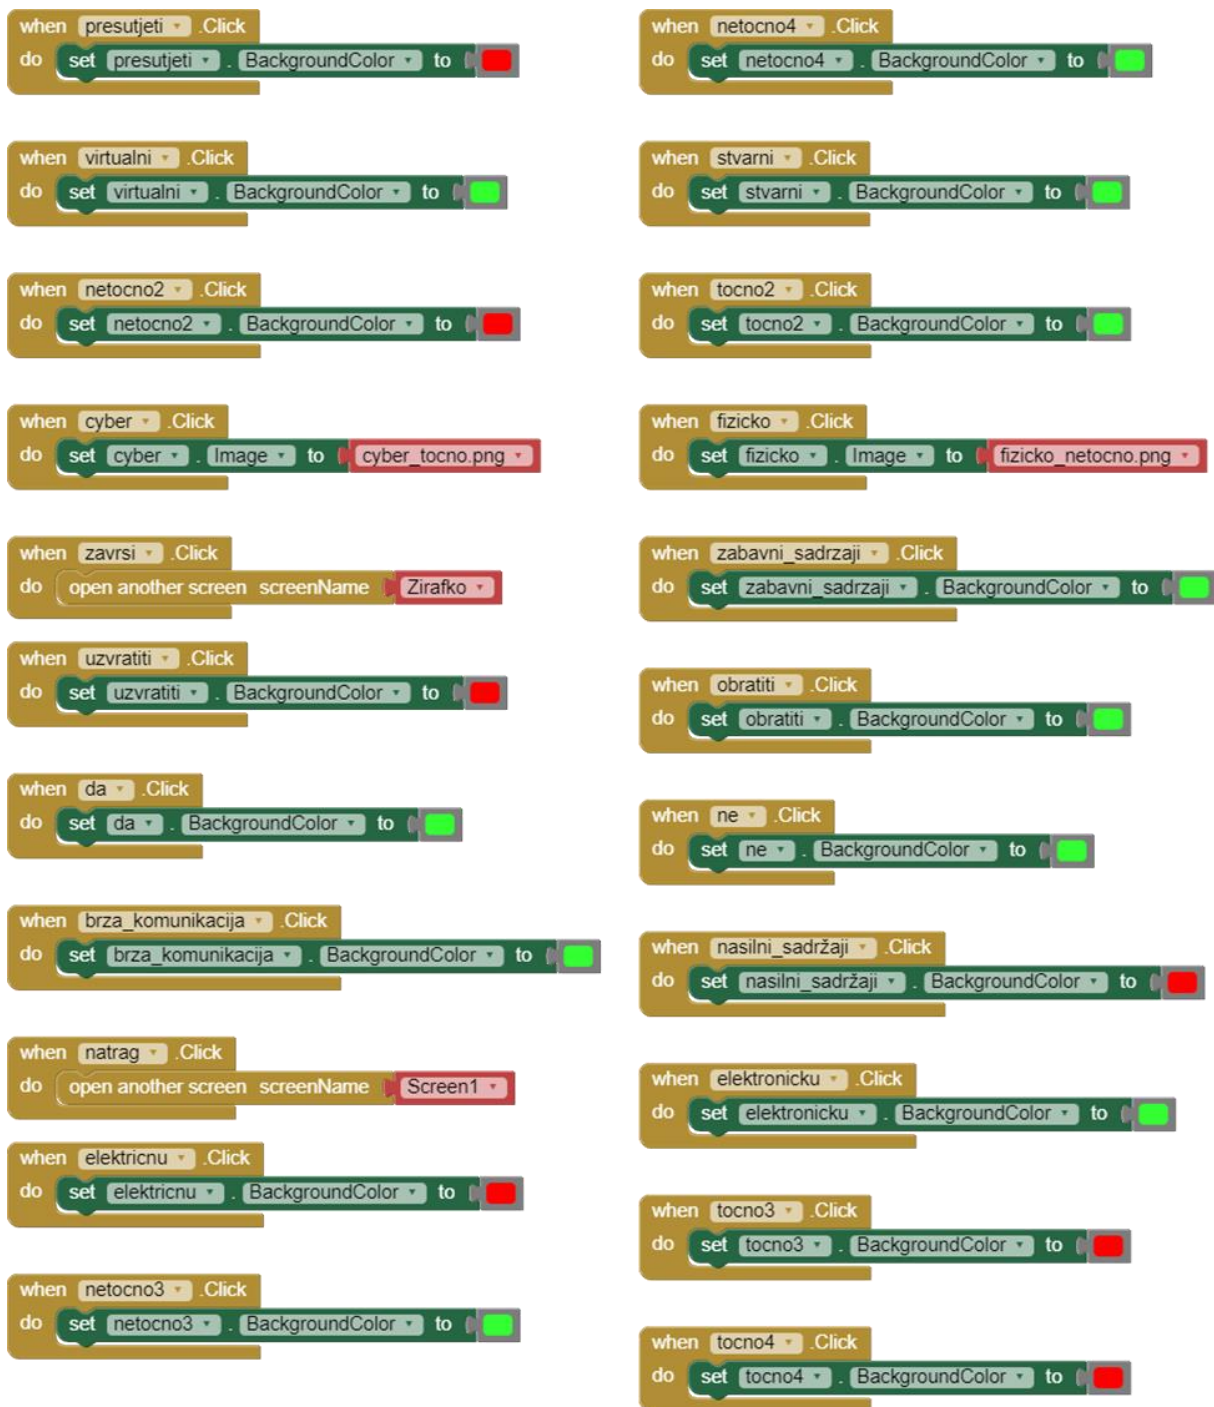 when presutjeti .Click
do set presutjeti . BackgroundColor to
when virtualni .Click
do set virtualni . BackgroundColor to
when netocno2 .Click
do set netocno2 . BackgroundColor to
when cyber .Click
do set cyber . Image to cyber_tocno.png
when zavrsi .Click
do open another screen screenName Zirafko
when uzvratiti .Click
do set uzvratiti . BackgroundColor to
when da .Click
do set da . BackgroundColor to
when brza_komunikacija .Click
do set brza_komunikacija . BackgroundColor to
when natrag .Click
do open another screen screenName Screen1
when elektricnu .Click
do set elektricnu . BackgroundColor to
when netocno3 .Click
do set netocno3 . BackgroundColor to
when netocno4 .Click
do set netocno4 . BackgroundColor to
when stvarni .Click
do set stvarni . BackgroundColor to
when tocno2 .Click
do set tocno2 . BackgroundColor to
when fizicko .Click
do set fizicko . Image to fizicko_netocno.png
when zabavni_sadrzaji .Click
do set zabavni_sadrzaji . BackgroundColor to
when obratiti .Click
do set obratiti . BackgroundColor to
when ne .Click
do set ne . BackgroundColor to
when nasilni_sadržaji .Click
do set nasilni_sadržaji . BackgroundColor to
when elektronicku .Click
do set elektronicku . BackgroundColor to
when tocno3 .Click
do set tocno3 . BackgroundColor to
when tocno4 .Click
do set tocno4 . BackgroundColor to